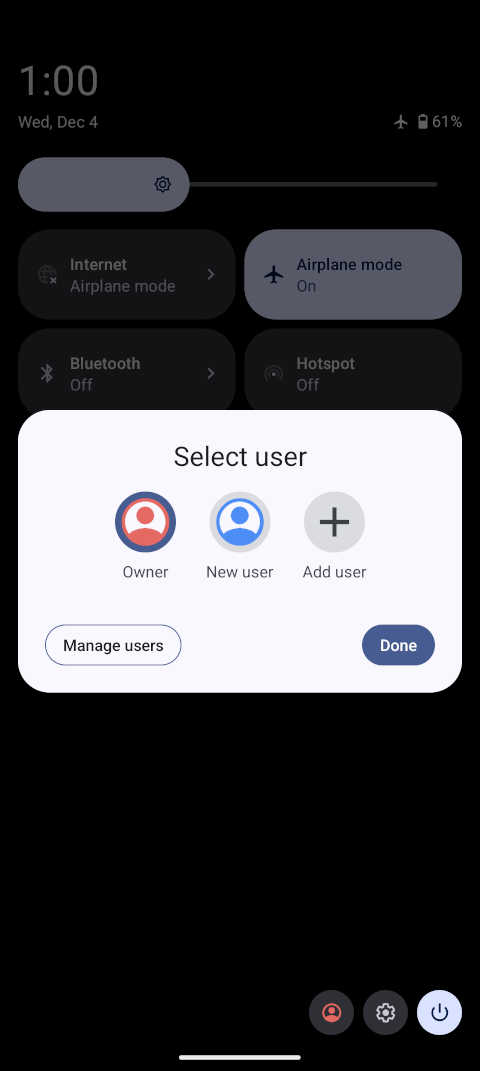 1:00
Wed, Dec 4
61%
Internet
Airplane mode
Airplane mode
On
Bluetooth
Off
Hotspot
Off
Select user
Owner
New user
Add user
Manage users
Done